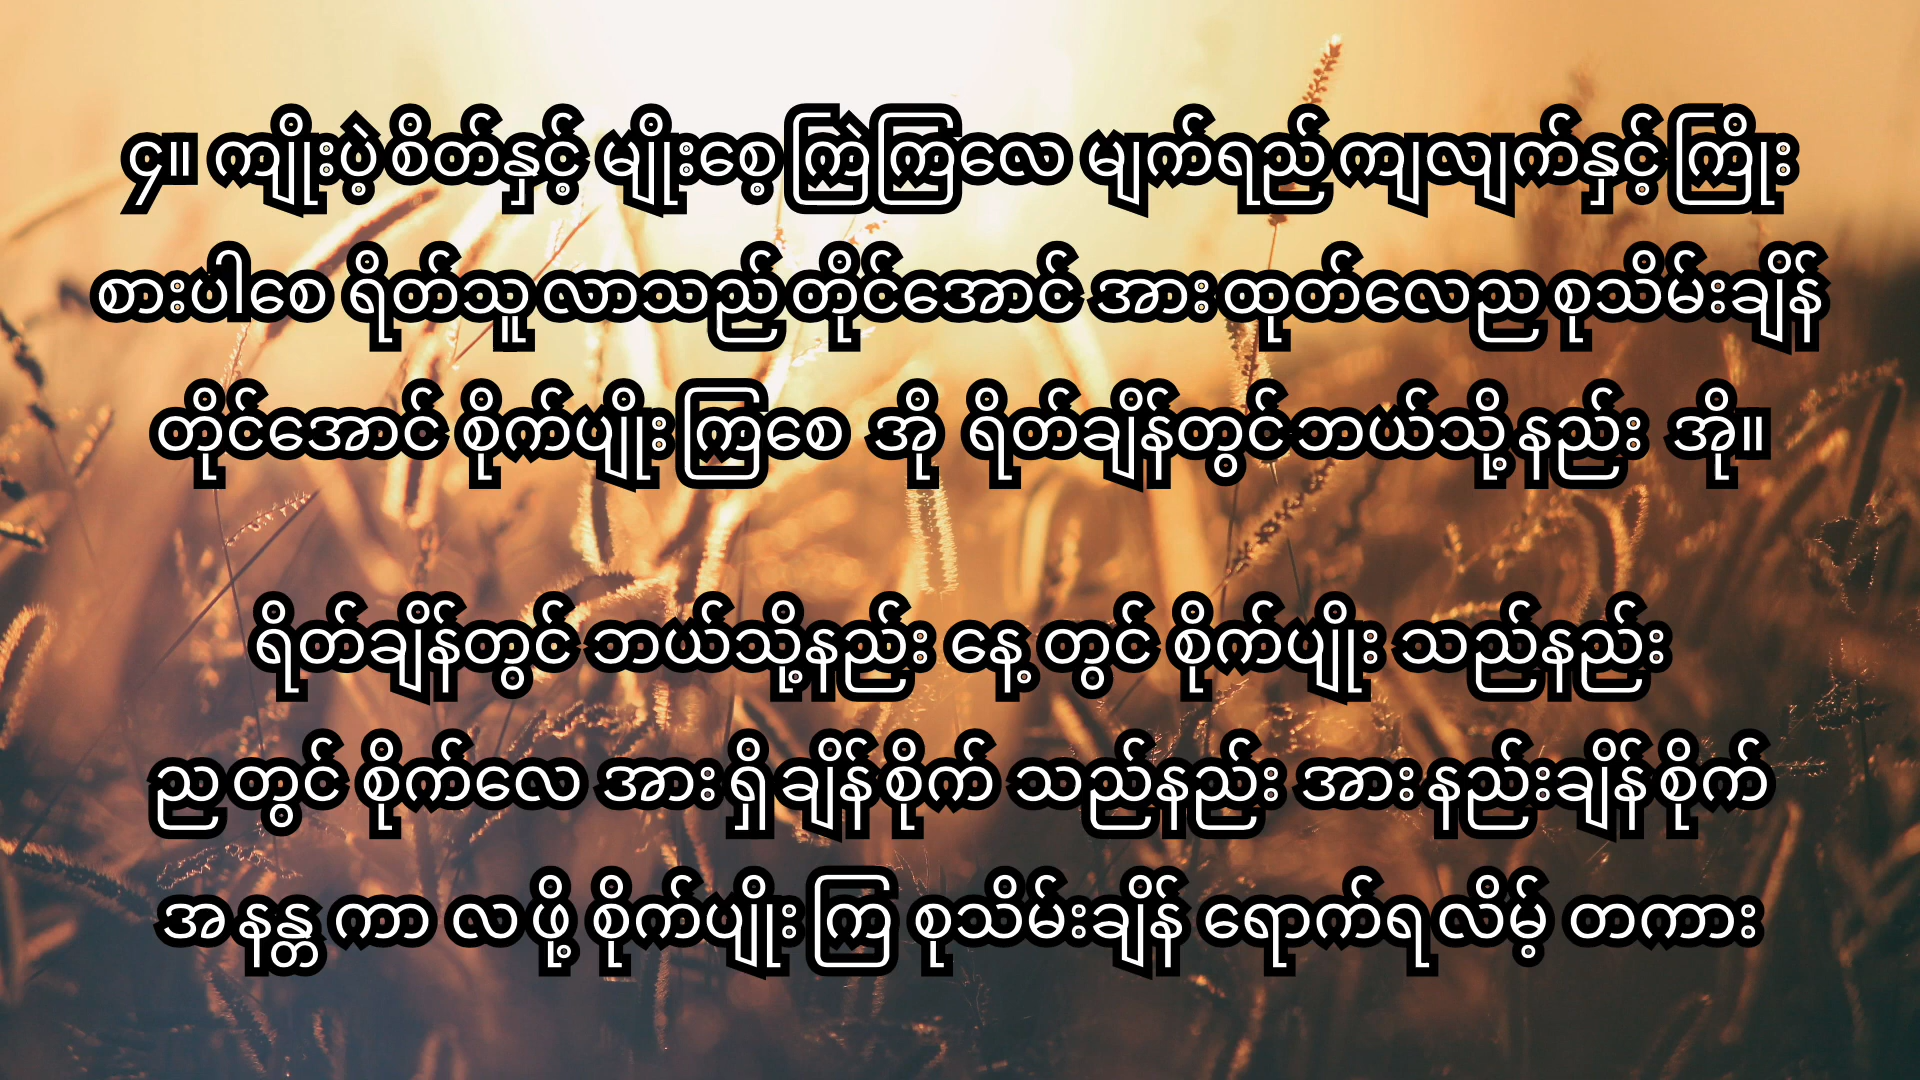 ၄။ ကျိုးပဲ့စိတ်နှင့် မျိုးစေ့ကြဲကြလေ မျက်ရည်ကျလျက်နှင့်ကြိုး
စားပါစေ ရိတ်သူလာသည်တိုင်အောင် အားထုတ်လေညစုသိမ်းချိန်
တိုင်အောင် စိုက်ပျိုးကြစေ အို ရိတ်ချိန်တွင်ဘယ်သို့နည်း အို။
ရိတ်ချိန်တွင် ဘယ်သို့နည်း နေ့တွင် စိုက်ပျိုး သည်နည်း
ညတွင် စိုက်လေ အားရှိချိန်စိုက် သည်နည်း အားနည်းချိန်စိုက်
အနန္တ ကာ လဖို့ စိုက်ပျိုးကြ စုသိမ်းချိန် ရောက်ရလိမ့် တကား